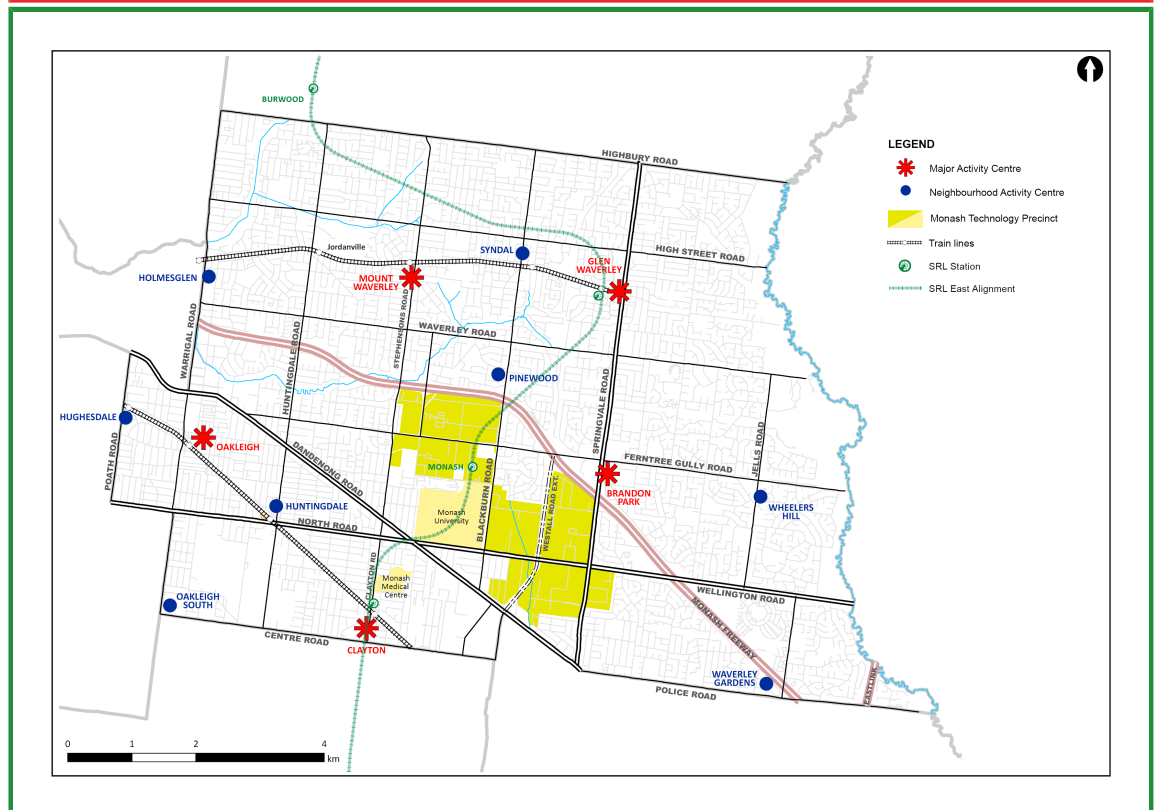 BURWOOD
HIGHBURY ROAD
LEGEND
Major Activity Centre
Neighbourhood Activity Centre
Monash Technology Precinct
Train lines
SRL Station
SRL East Alignment
Jordanville
SYNDAL
HIGH STREET ROAD
GLEN
WAVERLEY
HOLMESGLEN
MOUNT
WAVERLEY
WARRIGAL ROAD
HUNTINGDALE ROAD
STEPHENSONS ROAD
WAVERLEY ROAD
PINEWOOD
SPRINGVALE ROAD
JELLS ROAD
HUGHESDALE
POATH ROAD
OAKLEIGH
DANDENONG ROAD
MONASH
BLACKBURN ROAD
FERNTREE GULLY ROAD
WESTALL ROAD EXT.
BRANDON
PARK
WHEELERS
HILL
HUNTINGDALE
NORTH ROAD
Monash
University
CLAYTON RD
Monash
Medical
Centre
OAKLEIGH
SOUTH
WELLINGTON ROAD
MONASH FREEWAY
CENTRE ROAD
CLAYTON
WAVERLEY
GARDENS
POLICE ROAD
EASTLINK
0 1 2 4
km